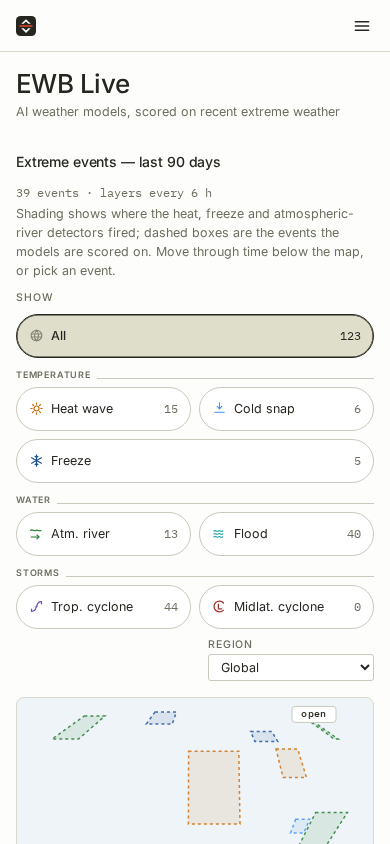 EWB Live
AI weather models, scored on recent extreme weather
Extreme events — last 90 days
39 events · layers every 6 h
Shading shows where the heat, freeze and atmospheric-
river detectors fired; dashed boxes are the events the
models are scored on. Move through time below the map,
or pick an event.
SHOW
All 123
TEMPERATURE
Heat wave 15
Cold snap 6
Freeze 5
WATER
Atm. river 13
Flood 40
STORMS
Trop. cyclone 44
Midlat. cyclone 0
REGION
Global
open